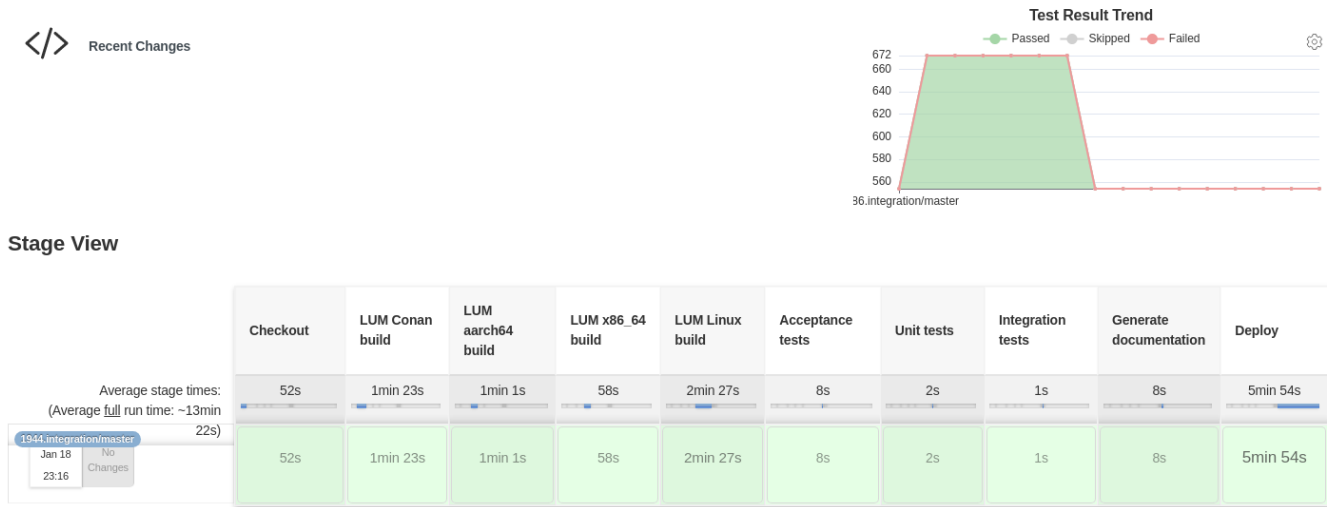 Recent Changes
Test Result Trend
Passed Skipped Failed
672
660
640
620
600
580
560
86.integration/master
Stage View
Checkout
LUM Conan
build
LUM
aarch64
build
LUM x86_64
build
LUM Linux
build
Acceptance
tests
Unit tests
Integration
tests
Generate
documentation
Deploy
Average stage times:
(Average full run time: ~13min
22s)
52s 1min 23s 1min 1s 58s 2min 27s 8s 2s 1s 8s 5min 54s
1944.integration/master
Jan 18
23:16
No
Changes
52s 1min 23s 1min 1s 58s 2min 27s 8s 2s 1s 8s 5min 54s